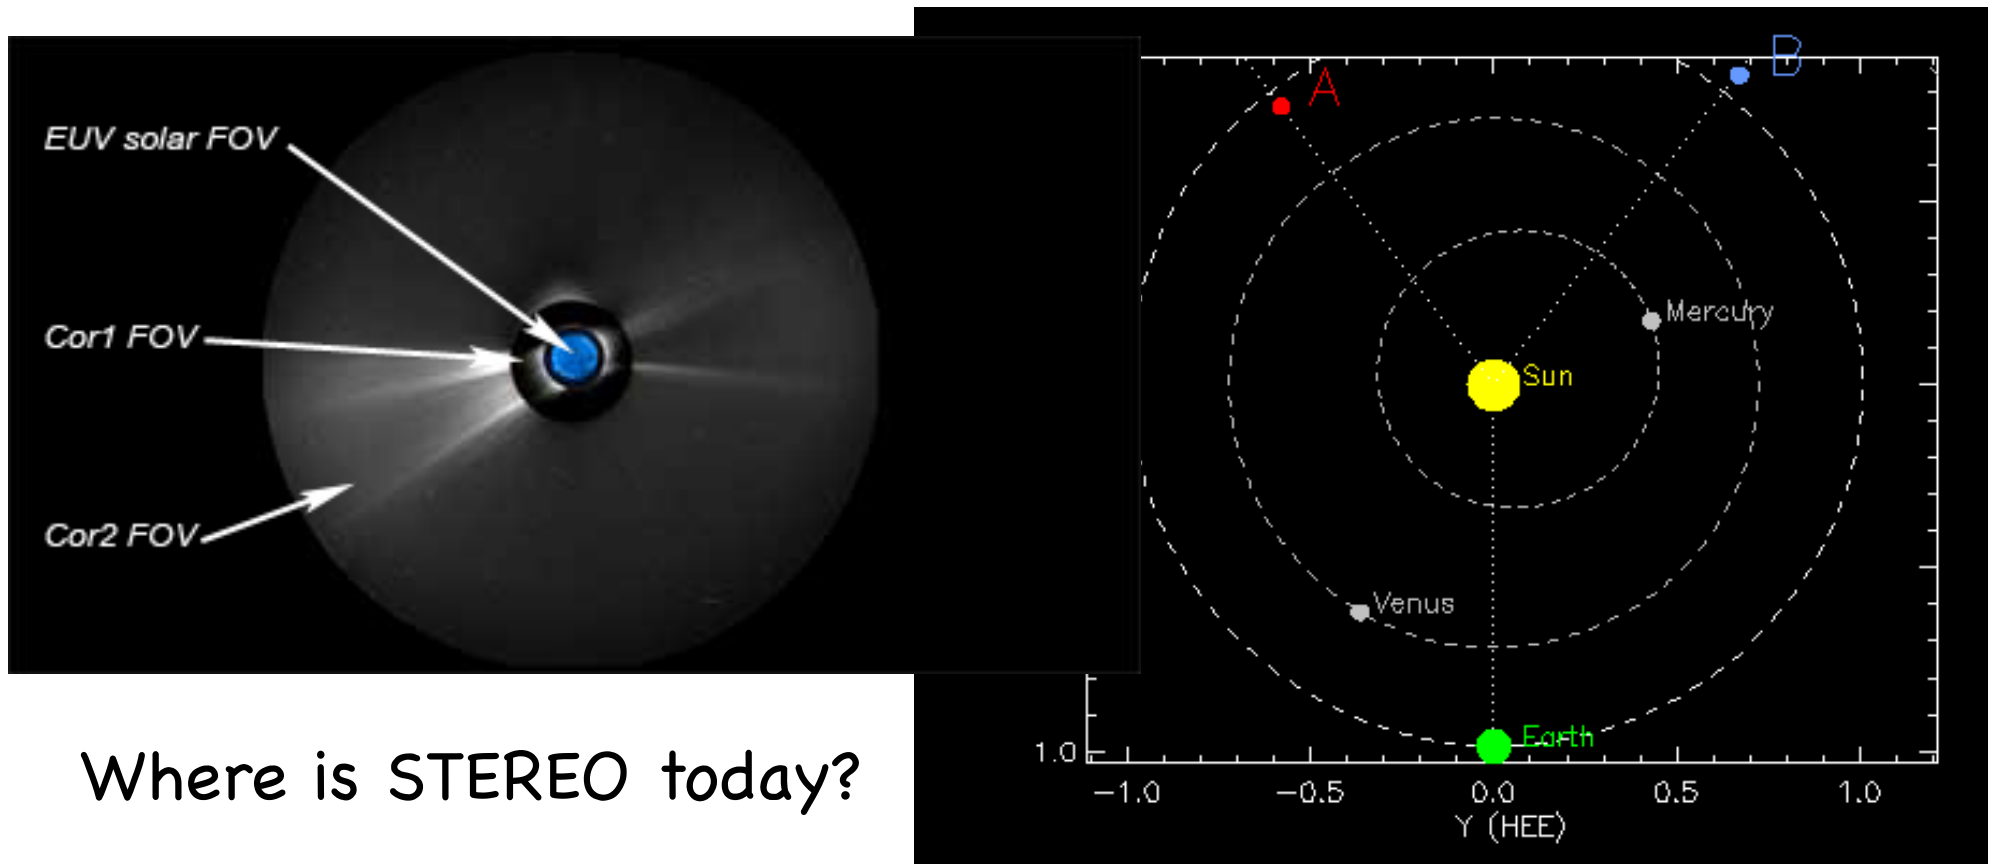 EUV solar FOV
Cor1 FOV
Cor2 FOV
Where is STEREO today?
A
B
Mercury
Sun
Venus
Earth
1.0
−1.0 −0.5 0.0 0.5 1.0
Y (HEE)